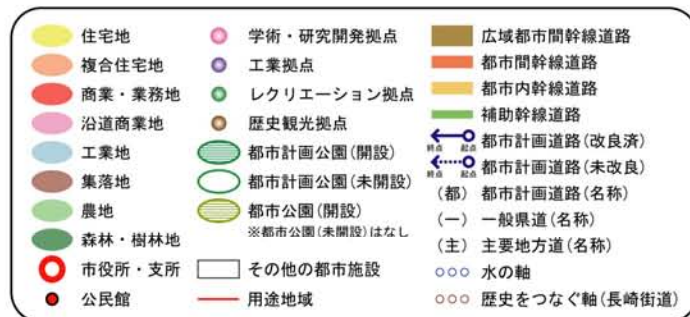 住宅地
複合住宅地
商業・業務地
沿道商業地
工業地
集落地
農地
森林・樹林地
市役所・支所
公民館
学術・研究開発拠点
工業拠点
レクリエーション拠点
歴史観光拠点
都市計画公園(開設)
都市計画公園(未開設)
都市公園(開設)
※都市公園(未開設)はなし
その他の都市施設
用途地域
広域都市間幹線道路
都市間幹線道路
都市内幹線道路
補助幹線道路
終点 起点 都市計画道路(改良済)
終点 起点 都市計画道路(未改良)
(都) 都市計画道路(名称)
(一) 一般県道(名称)
(主) 主要地方道(名称)
水の軸
歴史をつなぐ軸(長崎街道)